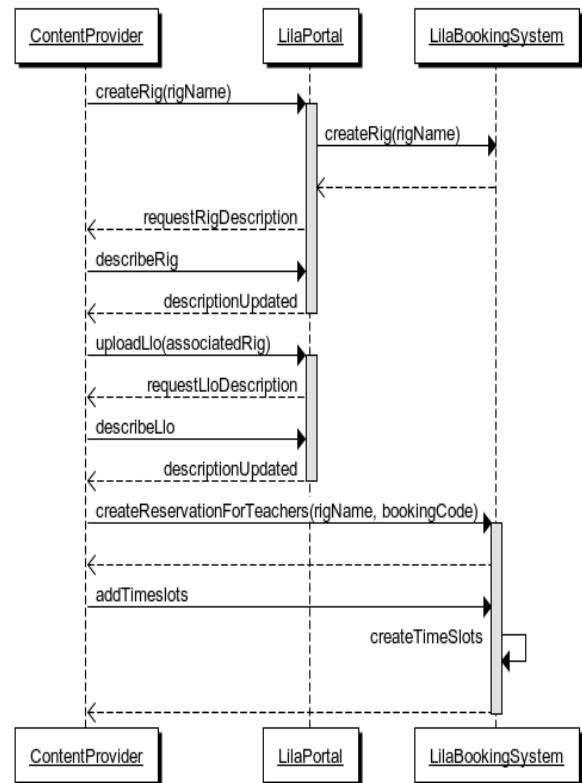 ContentProvider
LilaPortal
LilaBookingSystem
createRig(rigName)
createRig(rigName)
requestRigDescription
describeRig
descriptionUpdated
uploadLlo(associatedRig)
requestLloDescription
describeLlo
descriptionUpdated
createReservationForTeachers(rigName, bookingCode)
addTimeslots
createTimeSlots
ContentProvider
LilaPortal
LilaBookingSystem